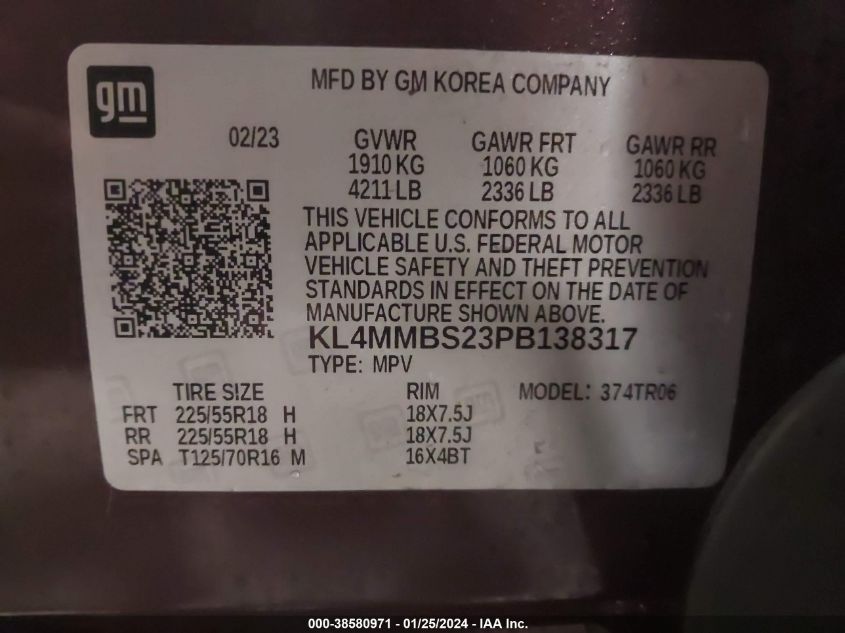 gm
MFD BY GM KOREA COMPANY
02/23 GVWR GAWR FRT GAWR RR
1910 KG 1060 KG 1060 KG
4211 LB 2336 LB 2336 LB
THIS VEHICLE CONFORMS TO ALL
APPLICABLE U.S. FEDERAL MOTOR
VEHICLE SAFETY AND THEFT PREVENTION
STANDARDS IN EFFECT ON THE DATE OF
MANUFACTURE SHOWN ABOVE.
KL4MMBS23PB138317
TYPE: MPV
TIRE SIZE RIM MODEL: 374TR06
FRT 225/55R18 H 18X7.5J
RR 225/55R18 H 18X7.5J
SPA T125/70R16 M 16X4BT
000-38580971 - 01/25/2024 - IAA Inc.